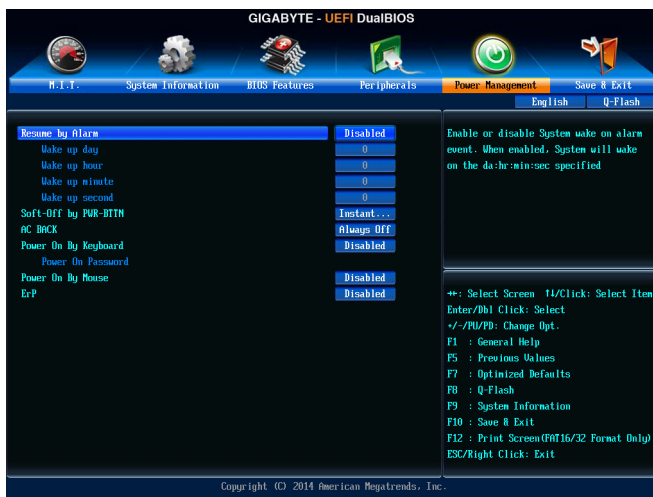 GIGABYTE - UEFI DualBIOS
M.I.T. System Information BIOS Features Peripherals Power Management Save & Exit
English Q-Flash
Resume by Alarm Disabled
Wake up day 0
Wake up hour 0
Wake up minute 0
Wake up second 0
Soft-Off by PWR-BTTN Instant...
AC BACK Always Off
Power On By Keyboard Disabled
Power On Password
Power On By Mouse Disabled
ErP Disabled
Enable or disable System wake on alarm
event. When enabled, System will wake
on the da:hr:min:sec specified
→←: Select Screen ↑↓/Click: Select Item
Enter/Dbl Click: Select
+/-/PU/PD: Change Opt.
F1 : General Help
F5 : Previous Values
F7 : Optimized Defaults
F8 : Q-Flash
F9 : System Information
F10 : Save & Exit
F12 : Print Screen(FAT16/32 Format Only)
ESC/Right Click: Exit
Copyright (C) 2014 American Megatrends, Inc.